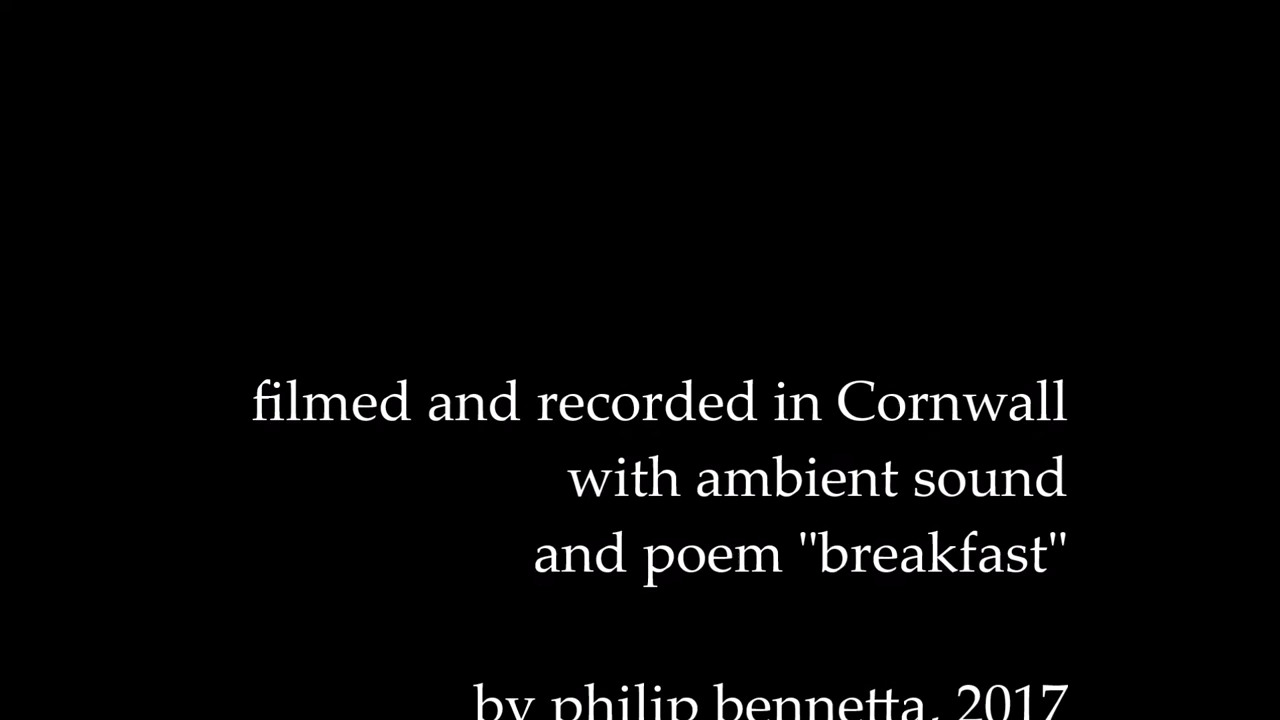 filmed and recorded in Cornwall
with ambient sound
and poem "breakfast"
by philip bennetta, 2017